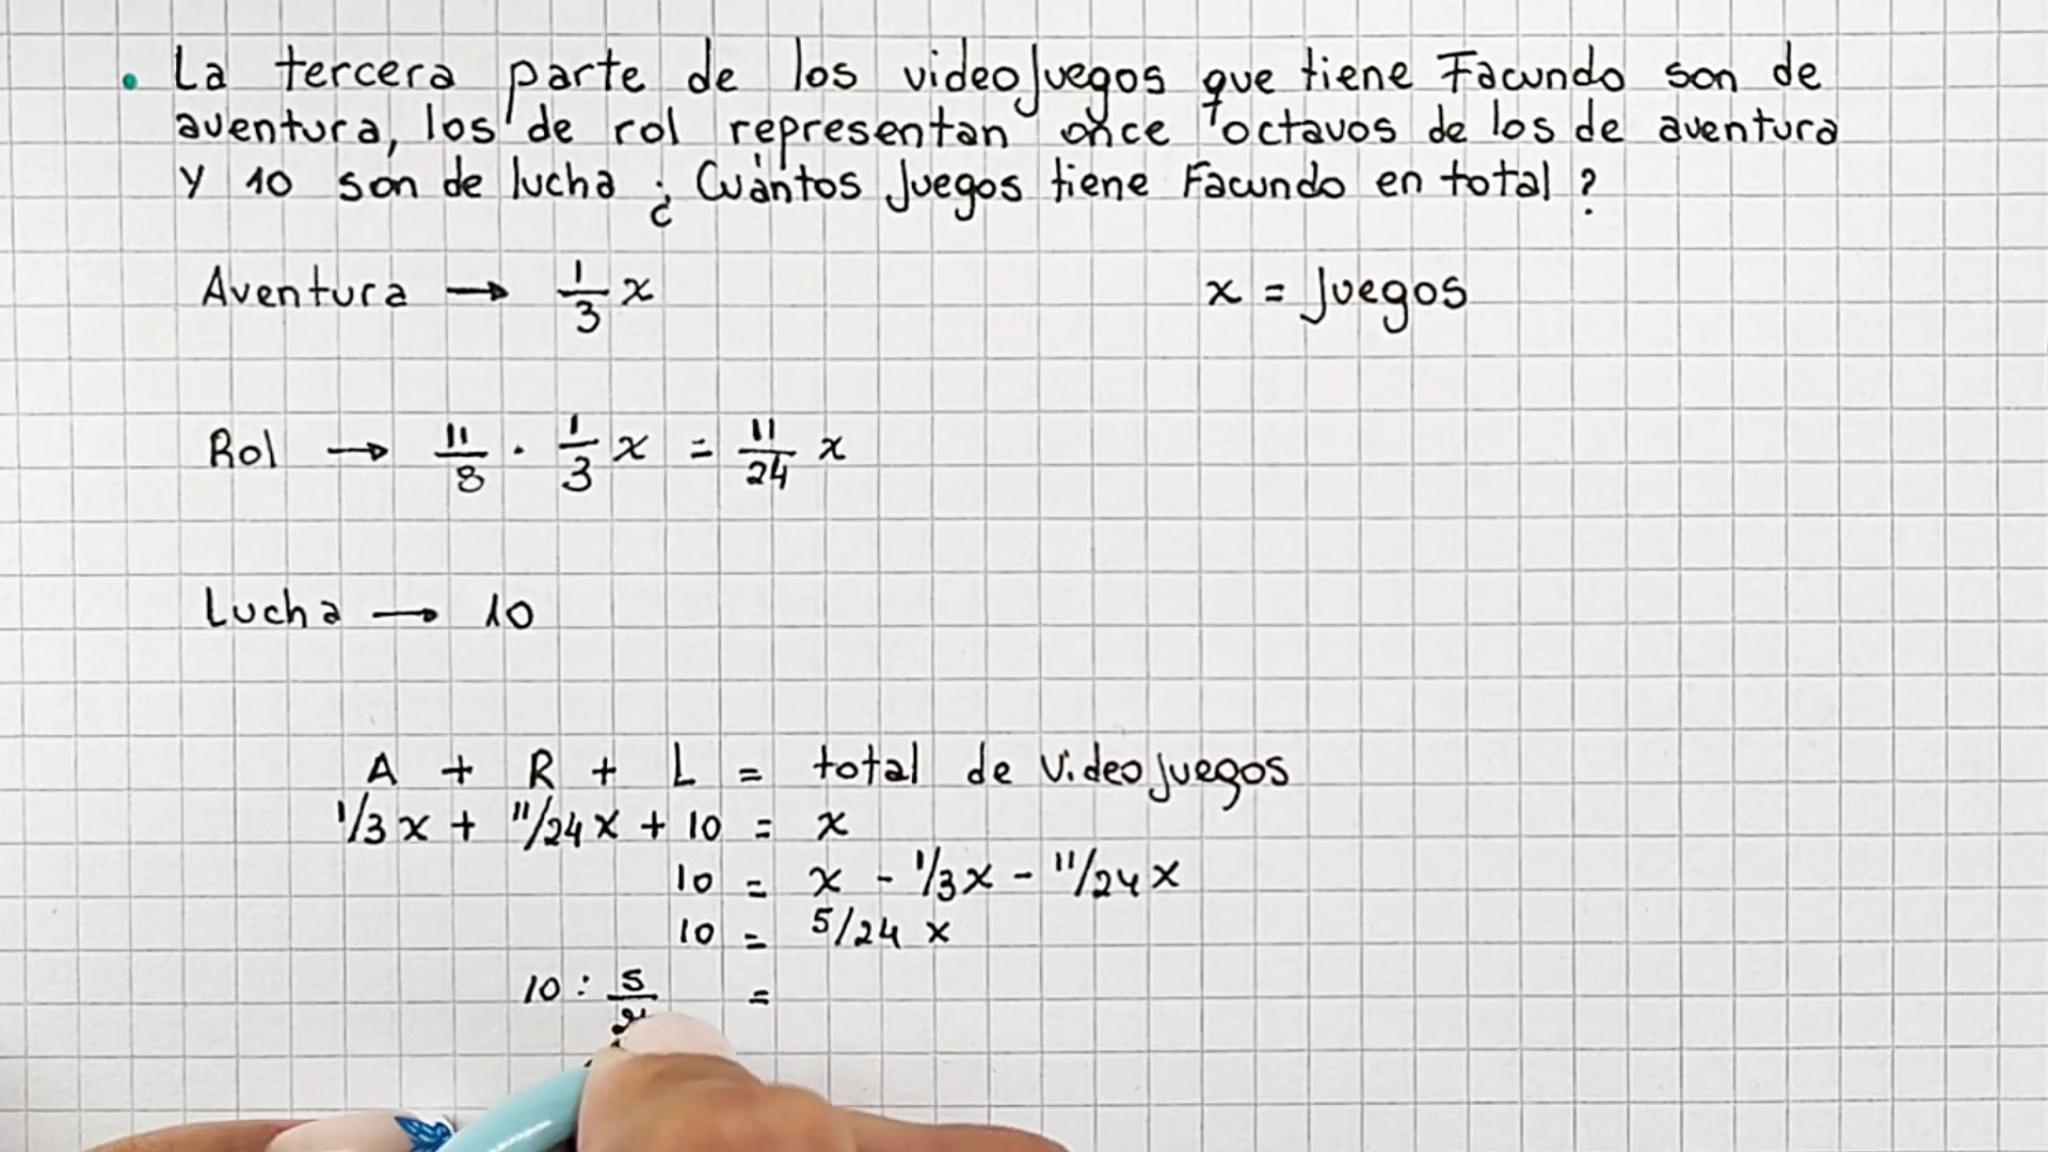 • La tercera parte de los videojuegos que tiene Facundo son de
aventura, los de rol representan once octavos de los de aventura
y 10 son de lucha ¿ Cuántos juegos tiene Facundo en total ?
Aventura → 1/3 x
x = juegos
Rol → 11/8 · 1/3 x = 11/24 x
Lucha → 10
A + R + L = total de videojuegos
1/3 x + 11/24 x + 10 = x
10 = x - 1/3 x - 11/24 x
10 = 5/24 x
10 : 5/24 =